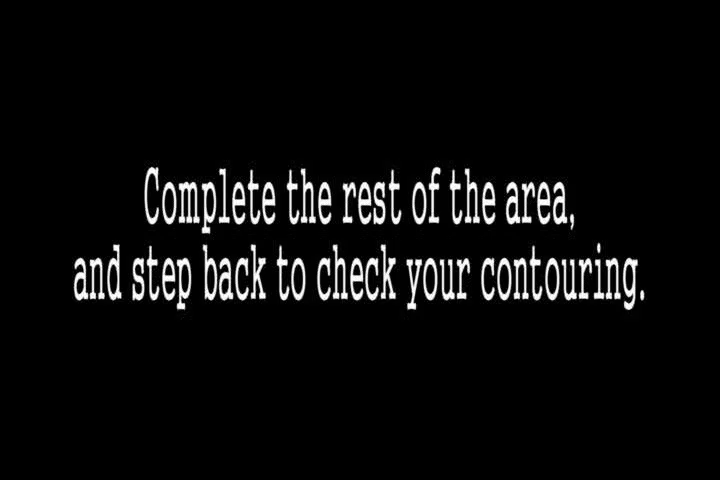 Complete the rest of the area,
and step back to check your contouring.